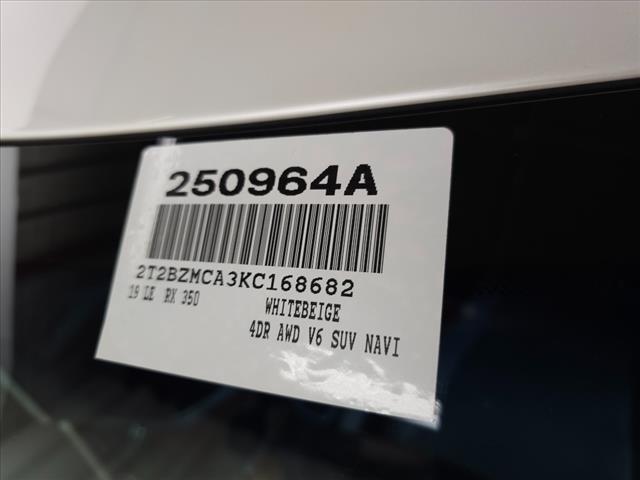 250964A
2T2BZMCA3KC168682
19 LE RX 350 WHITEBEIGE
4DR AWD V6 SUV NAVI